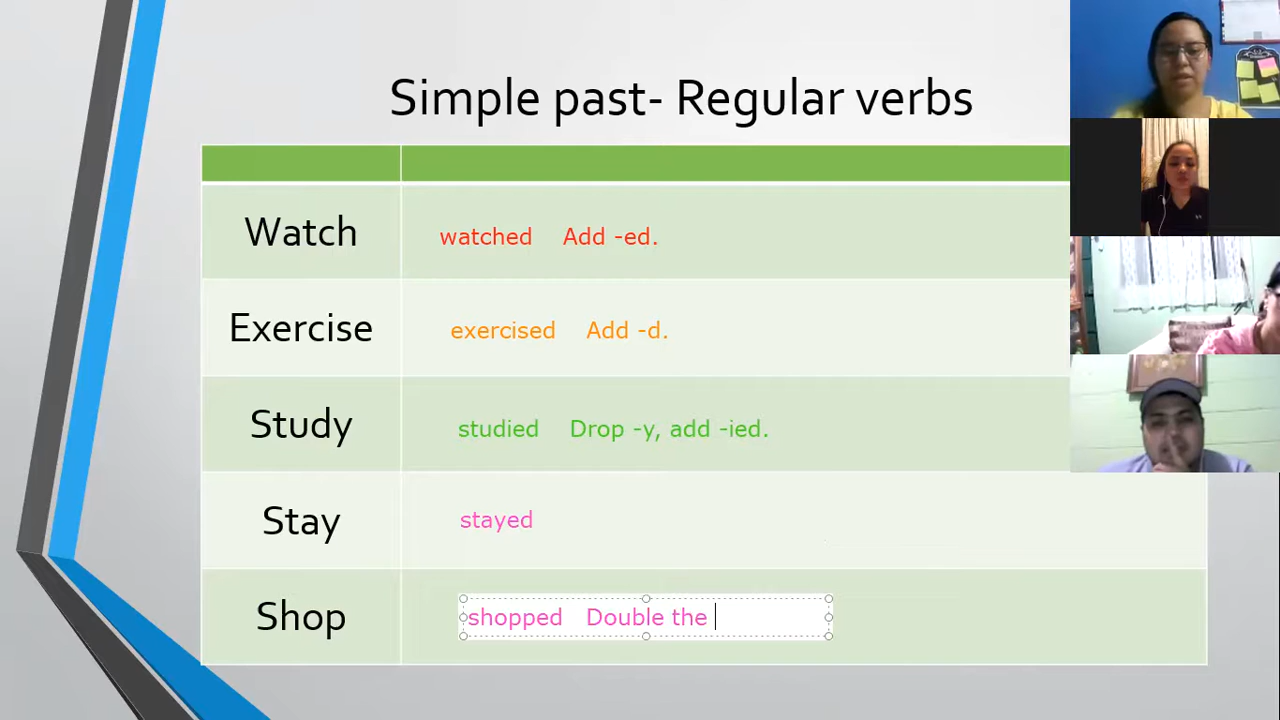 Simple past- Regular verbs
Watch watched Add -ed.
Exercise exercised Add -d.
Study studied Drop -y, add -ied.
Stay stayed
Shop shopped Double the